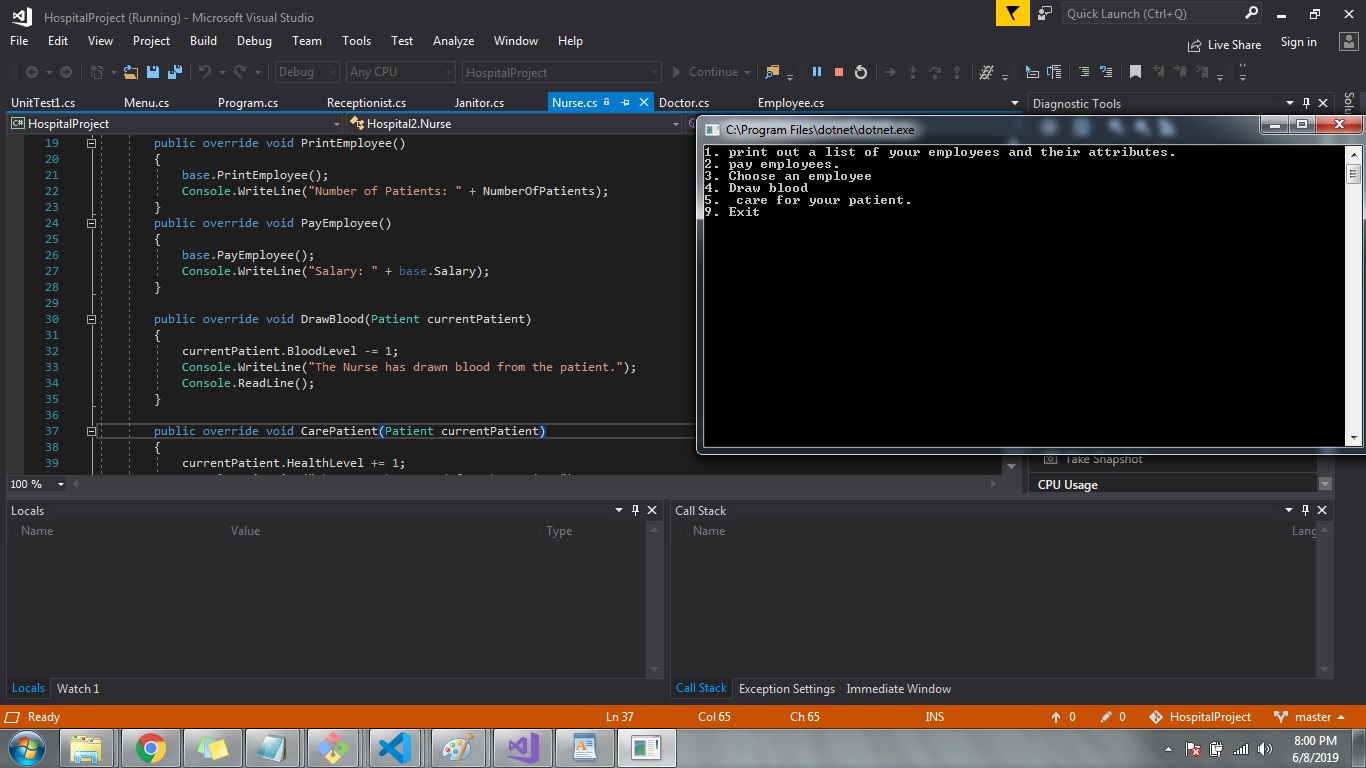 HospitalProject (Running) - Microsoft Visual Studio
Quick Launch (Ctrl+Q)
File Edit View Project Build Debug Team Tools Test Analyze Window Help
Live Share Sign in
Debug Any CPU HospitalProject Continue
UnitTest1.cs Menu.cs Program.cs Receptionist.cs Janitor.cs Nurse.cs Doctor.cs Employee.cs
Diagnostic Tools
C# HospitalProject Hospital2.Nurse
19 public override void PrintEmployee()
20 {
21 base.PrintEmployee();
22 Console.WriteLine("Number of Patients: " + NumberOfPatients);
23 }
24 public override void PayEmployee()
25 {
26 base.PayEmployee();
27 Console.WriteLine("Salary: " + base.Salary);
28 }
29
30 public override void DrawBlood(Patient currentPatient)
31 {
32 currentPatient.BloodLevel -= 1;
33 Console.WriteLine("The Nurse has drawn blood from the patient.");
34 Console.ReadLine();
35 }
36
37 public override void CarePatient(Patient currentPatient)
38 {
39 currentPatient.HealthLevel += 1;
C:\Program Files\dotnet\dotnet.exe
1. print out a list of your employees and their attributes.
2. pay employees.
3. Choose an employee
4. Draw blood
5.  care for your patient.
9. Exit
Take Snapshot
CPU Usage
100 %
Locals
Name Value Type
Locals Watch 1
Call Stack
Name Lang
Call Stack Exception Settings Immediate Window
Ready Ln 37 Col 65 Ch 65 INS 0 0 HospitalProject master
8:00 PM
6/8/2019